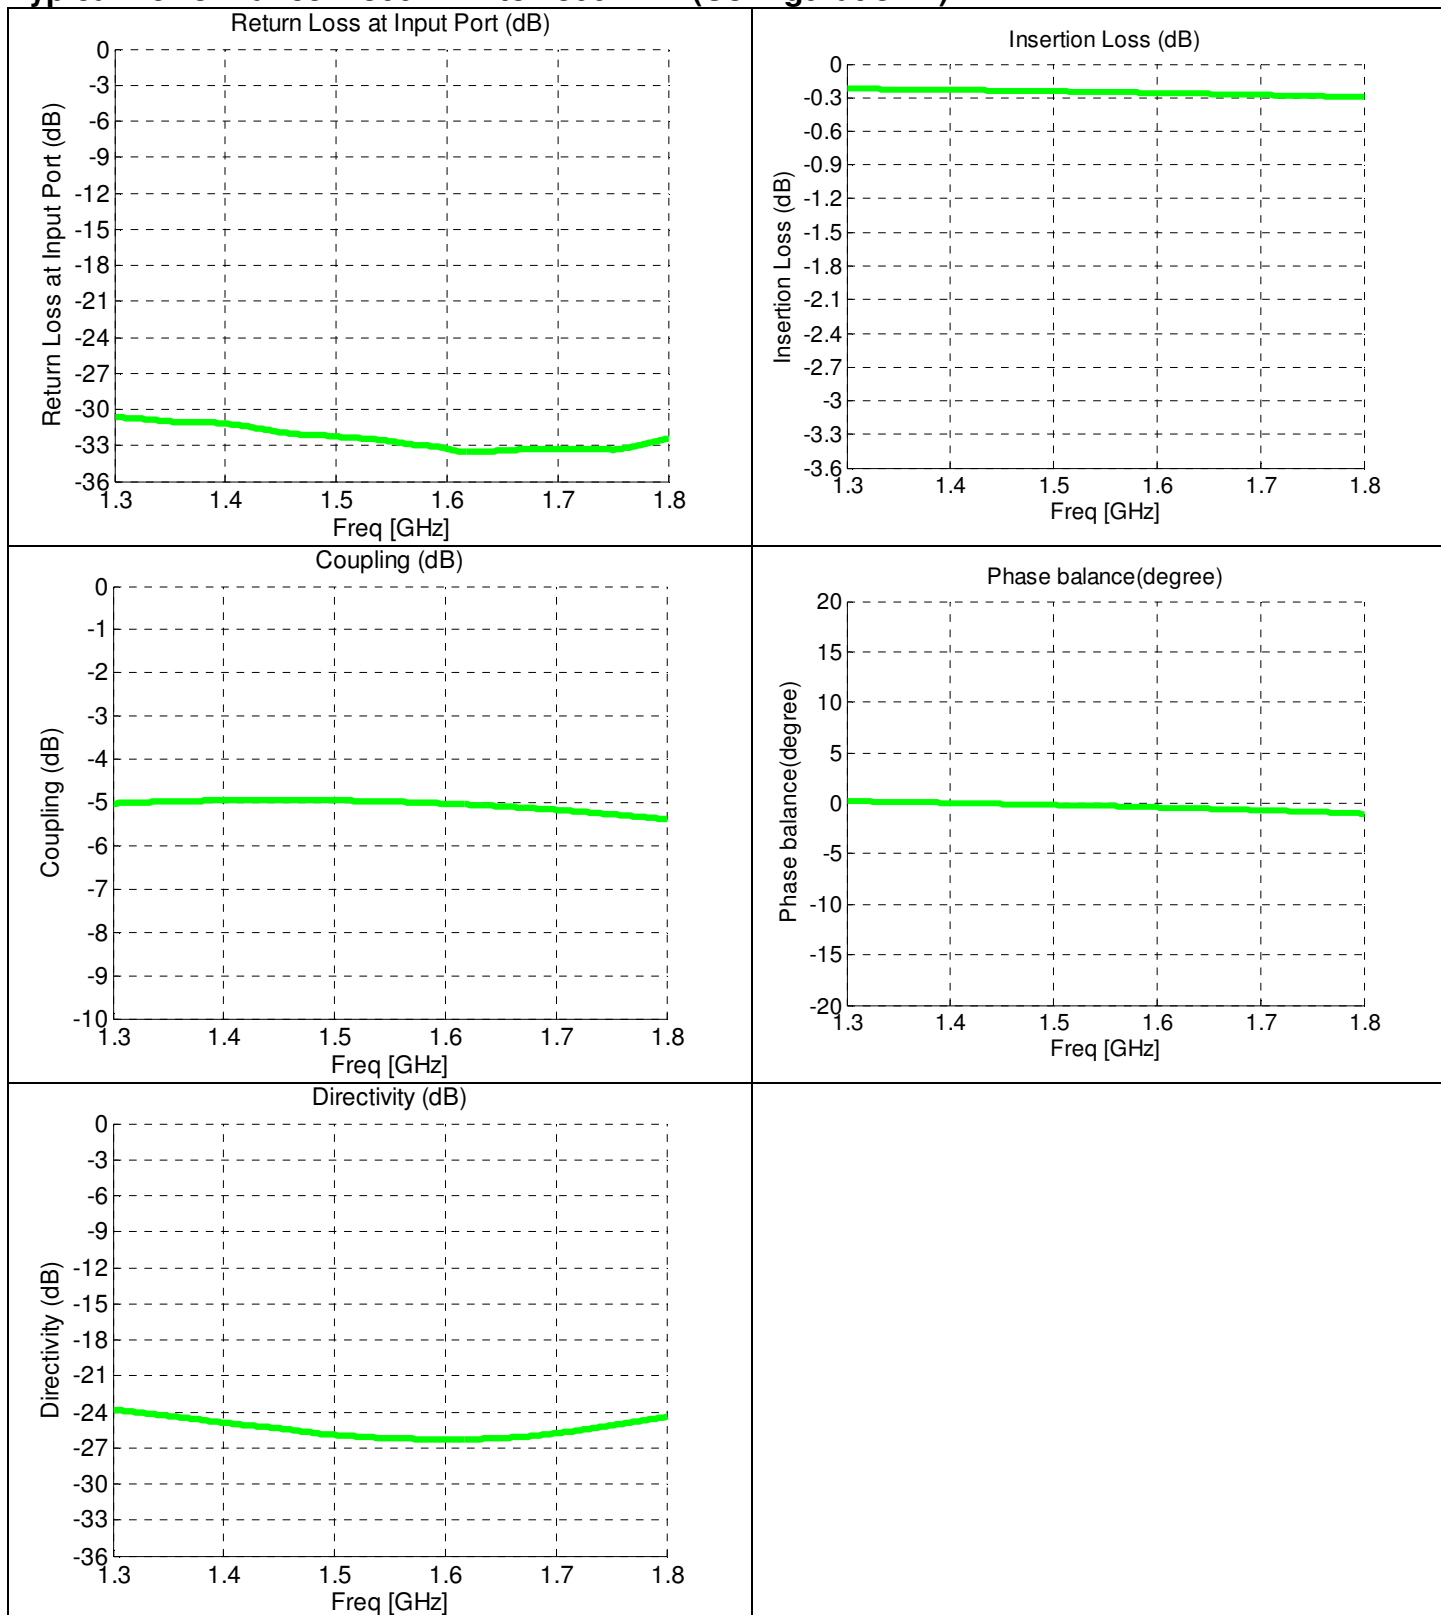 Return Loss at Input Port (dB)
Return Loss at Input Port (dB)
0
-3
-6
-9
-12
-15
-18
-21
-24
-27
-30
-33
-36
1.3 1.4 1.5 1.6 1.7 1.8
Freq [GHz]
Insertion Loss (dB)
Insertion Loss (dB)
0
-0.3
-0.6
-0.9
-1.2
-1.5
-1.8
-2.1
-2.4
-2.7
-3
-3.3
-3.6
1.3 1.4 1.5 1.6 1.7 1.8
Freq [GHz]
Coupling (dB)
Coupling (dB)
0
-1
-2
-3
-4
-5
-6
-7
-8
-9
-10
1.3 1.4 1.5 1.6 1.7 1.8
Freq [GHz]
Phase balance(degree)
Phase balance(degree)
20
15
10
5
0
-5
-10
-15
-20
1.3 1.4 1.5 1.6 1.7 1.8
Freq [GHz]
Directivity (dB)
Directivity (dB)
0
-3
-6
-9
-12
-15
-18
-21
-24
-27
-30
-33
-36
1.3 1.4 1.5 1.6 1.7 1.8
Freq [GHz]